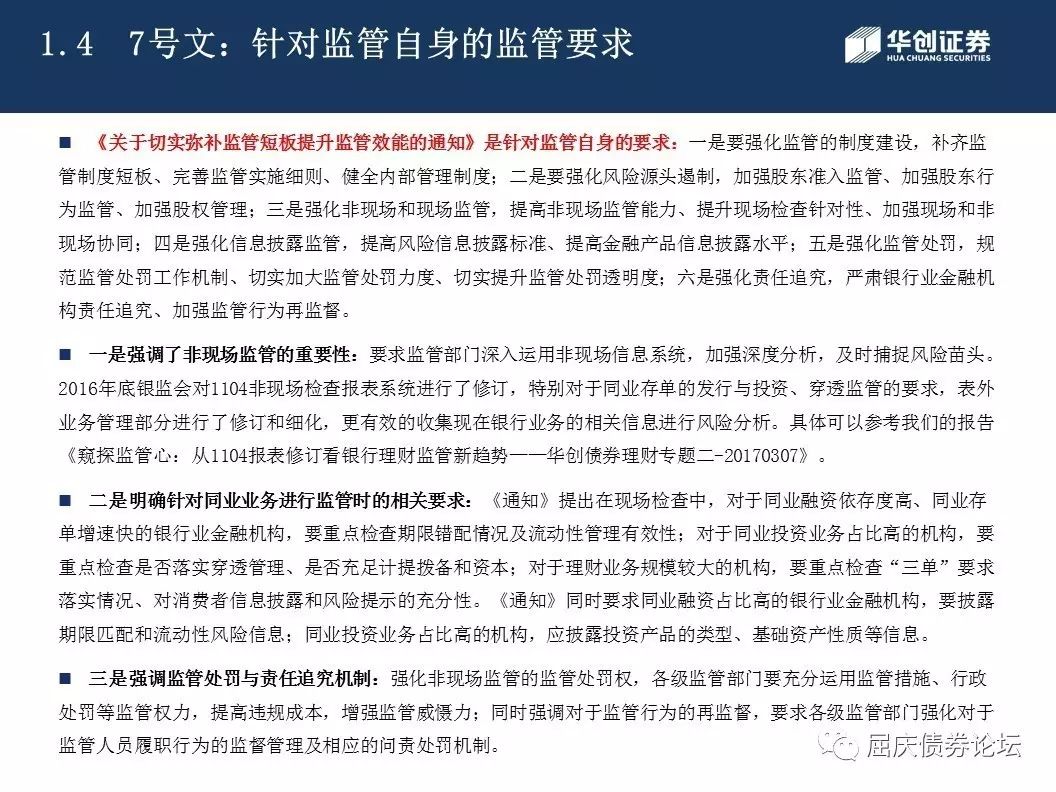 1.4 7号文：针对监管自身的监管要求
华创证券
HUA CHUANG SECURITIES
■ 《关于切实弥补监管短板提升监管效能的通知》是针对监管自身的要求：一是要强化监管的制度建设，补齐监
管制度短板、完善监管实施细则、健全内部管理制度；二是要强化风险源头遏制，加强股东准入监管、加强股东行
为监管、加强股权管理；三是强化非现场和现场监管，提高非现场监管能力、提升现场检查针对性、加强现场和非
现场协同；四是强化信息披露监管，提高风险信息披露标准、提高金融产品信息披露水平；五是强化监管处罚，规
范监管处罚工作机制、切实加大监管处罚力度、切实提升监管处罚透明度；六是强化责任追究，严肃银行业金融机
构责任追究、加强监管行为再监督。
■ 一是强调了非现场监管的重要性：要求监管部门深入运用非现场信息系统，加强深度分析，及时捕捉风险苗头。
2016年底银监会对1104非现场检查报表系统进行了修订，特别对于同业存单的发行与投资、穿透监管的要求，表外
业务管理部分进行了修订和细化，更有效的收集现在银行业务的相关信息进行风险分析。具体可以参考我们的报告
《窥探监管心：从1104报表修订看银行理财监管新趋势——华创债券理财专题二-20170307》。
■ 二是明确针对同业业务进行监管时的相关要求：《通知》提出在现场检查中，对于同业融资依存度高、同业存
单增速快的银行业金融机构，要重点检查期限错配情况及流动性管理有效性；对于同业投资业务占比高的机构，要
重点检查是否落实穿透管理、是否充足计提拨备和资本；对于理财业务规模较大的机构，要重点检查“三单”要求
落实情况、对消费者信息披露和风险提示的充分性。《通知》同时要求同业融资占比高的银行业金融机构，要披露
期限匹配和流动性风险信息；同业投资业务占比高的机构，应披露投资产品的类型、基础资产性质等信息。
■ 三是强调监管处罚与责任追究机制：强化非现场监管的监管处罚权，各级监管部门要充分运用监管措施、行政
处罚等监管权力，提高违规成本，增强监管威慑力；同时强调对于监管行为的再监督，要求各级监管部门强化对于
监管人员履职行为的监督管理及相应的问责处罚机制。
屈庆债券论坛